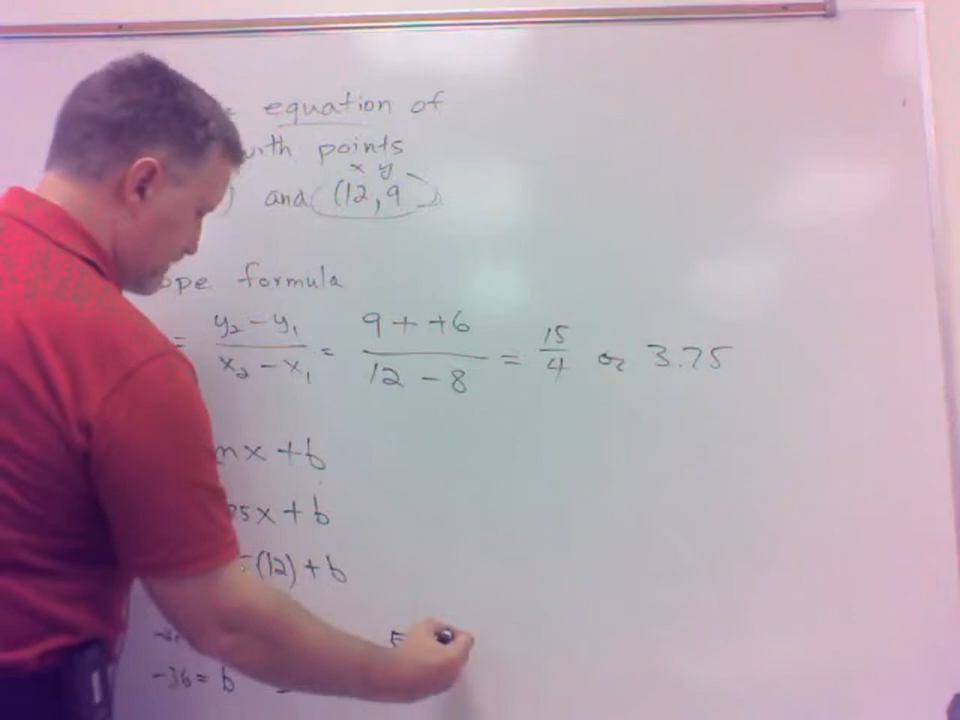 equation of
with points
x y
) and (12, 9 )
ope formula
= y₂ - y₁ / x₂ - x₁ = 9 + +6 / 12 - 8 = 15/4 or 3.75
mx + b
75x + b
(12) + b
-36 = b